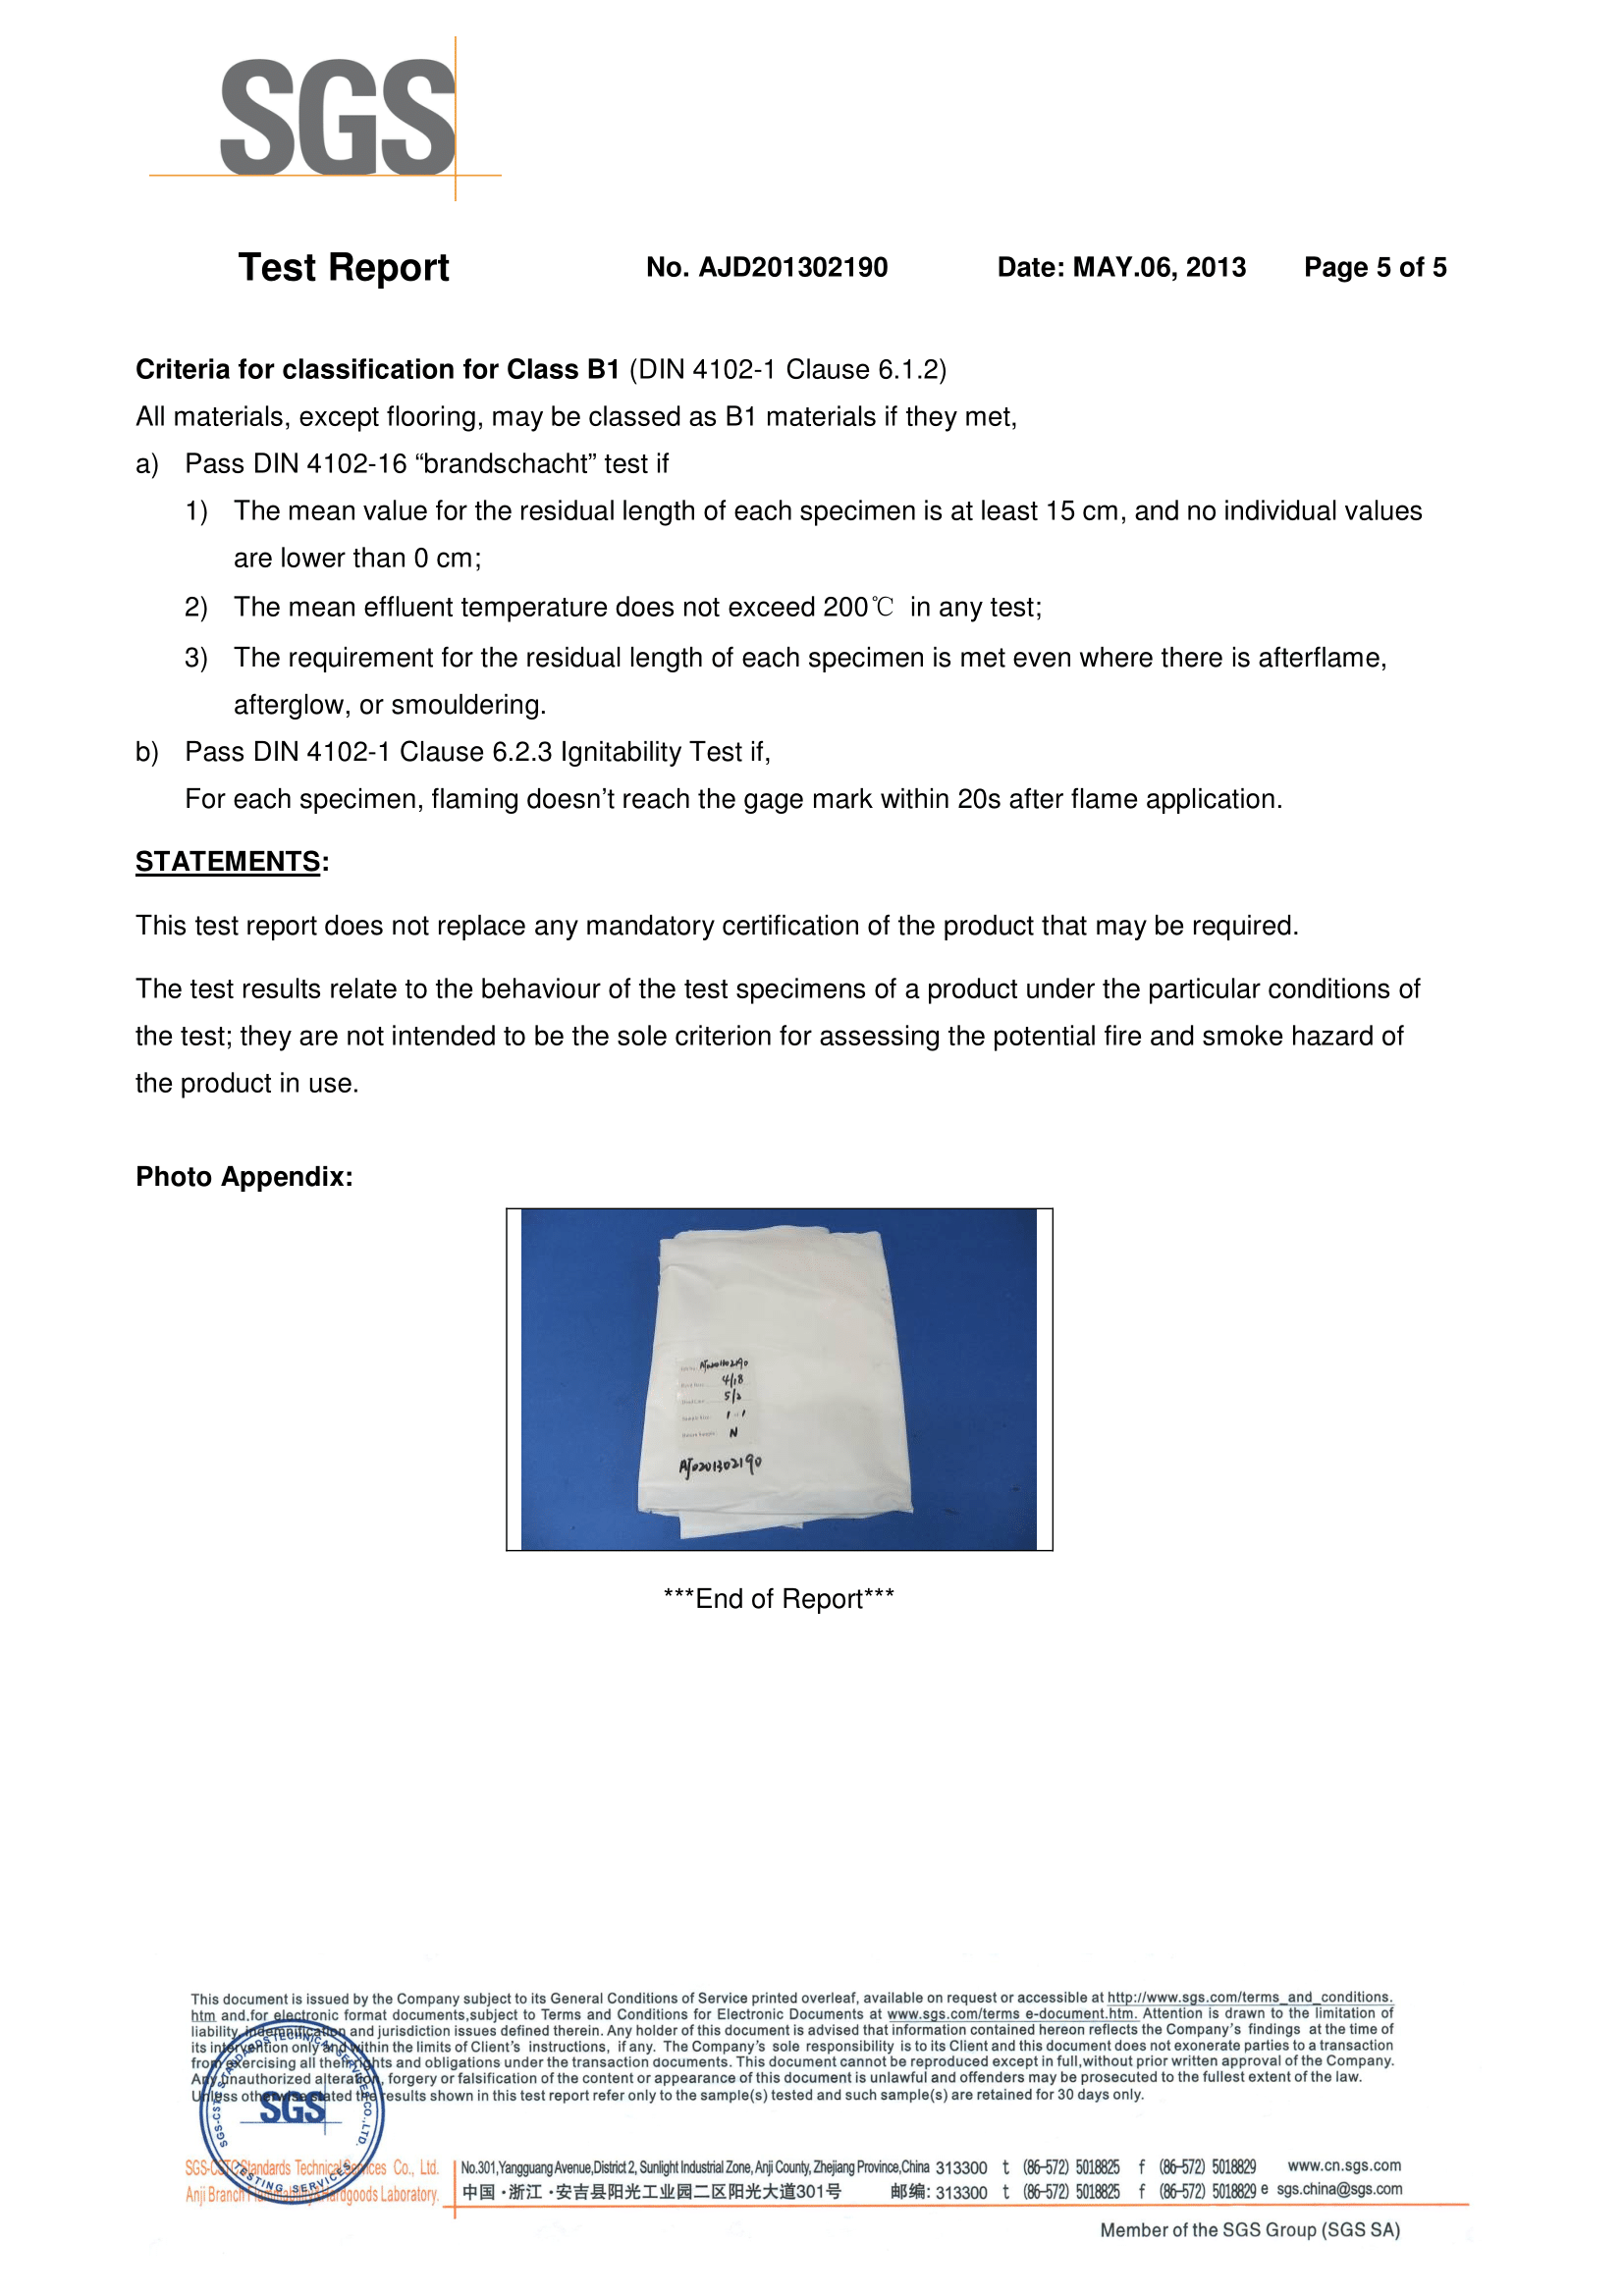 SGS
Test Report No. AJD201302190 Date: MAY.06, 2013 Page 5 of 5
Criteria for classification for Class B1 (DIN 4102-1 Clause 6.1.2)
All materials, except flooring, may be classed as B1 materials if they met,
a) Pass DIN 4102-16 “brandschacht” test if
1) The mean value for the residual length of each specimen is at least 15 cm, and no individual values
are lower than 0 cm;
2) The mean effluent temperature does not exceed 200℃ in any test;
3) The requirement for the residual length of each specimen is met even where there is afterflame,
afterglow, or smouldering.
b) Pass DIN 4102-1 Clause 6.2.3 Ignitability Test if,
For each specimen, flaming doesn’t reach the gage mark within 20s after flame application.
STATEMENTS:
This test report does not replace any mandatory certification of the product that may be required.
The test results relate to the behaviour of the test specimens of a product under the particular conditions of
the test; they are not intended to be the sole criterion for assessing the potential fire and smoke hazard of
the product in use.
Photo Appendix:
4/18
5/2
1 of 1
N
AJD201302190
***End of Report***
This document is issued by the Company subject to its General Conditions of Service printed overleaf, available on request or accessible at http://www.sgs.com/terms_and_conditions.
htm and,for electronic format documents,subject to Terms and Conditions for Electronic Documents at www.sgs.com/terms e-document.htm. Attention is drawn to the limitation of
liability, indemnification and jurisdiction issues defined therein. Any holder of this document is advised that information contained hereon reflects the Company's findings at the time of
its intervention only and within the limits of Client's instructions, if any. The Company's sole responsibility is to its Client and this document does not exonerate parties to a transaction
from exercising all their rights and obligations under the transaction documents. This document cannot be reproduced except in full,without prior written approval of the Company.
Any unauthorized alteration, forgery or falsification of the content or appearance of this document is unlawful and offenders may be prosecuted to the fullest extent of the law.
Unless otherwise stated the results shown in this test report refer only to the sample(s) tested and such sample(s) are retained for 30 days only.
SGS-CSTC STANDARDS TECHNICAL SERVICES CO., LTD.
SGS
TESTING SERVICES
SGS-CSTC Standards Technical Services Co., Ltd.
Anji Branch Flammability&Hardgoods Laboratory.
No.301,Yangguang Avenue,District 2, Sunlight Industrial Zone, Anji County, Zhejiang Province,China 313300 t (86-572) 5018825 f (86-572) 5018829 www.cn.sgs.com
中国·浙江·安吉县阳光工业园二区阳光大道301号 邮编: 313300 t (86-572) 5018825 f (86-572) 5018829 e sgs.china@sgs.com
Member of the SGS Group (SGS SA)